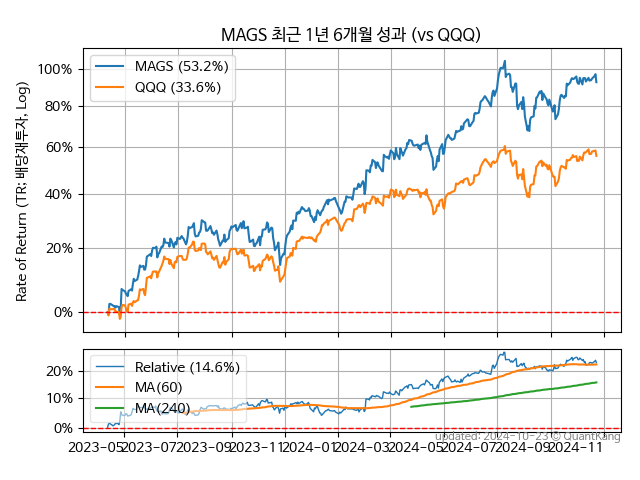 MAGS 최근 1년 6개월 성과 (vs QQQ)
MAGS (53.2%)
QQQ (33.6%)
100%
80%
60%
40%
20%
0%
Rate of Return (TR: 배당재투자, Log)
Relative (14.6%)
MA(60)
MA(240)
20%
10%
0%
2023-05
2023-07
2023-09
2023-11
2024-01
2024-03
2024-05
2024-07
2024-09
2024-11
updated: 2024-10-23 © QuantKang